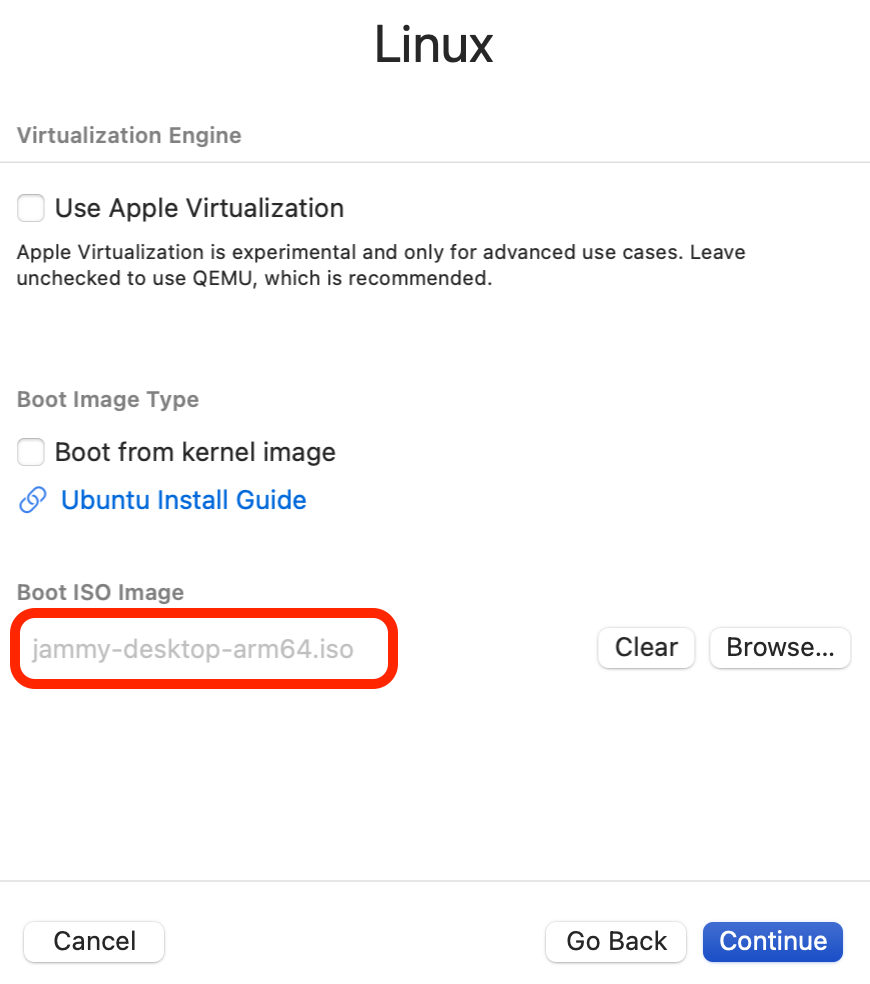 Linux
Virtualization Engine
Use Apple Virtualization
Apple Virtualization is experimental and only for advanced use cases. Leave
unchecked to use QEMU, which is recommended.
Boot Image Type
Boot from kernel image
Ubuntu Install Guide
Boot ISO Image
jammy-desktop-arm64.iso
Clear
Browse...
Cancel
Go Back
Continue